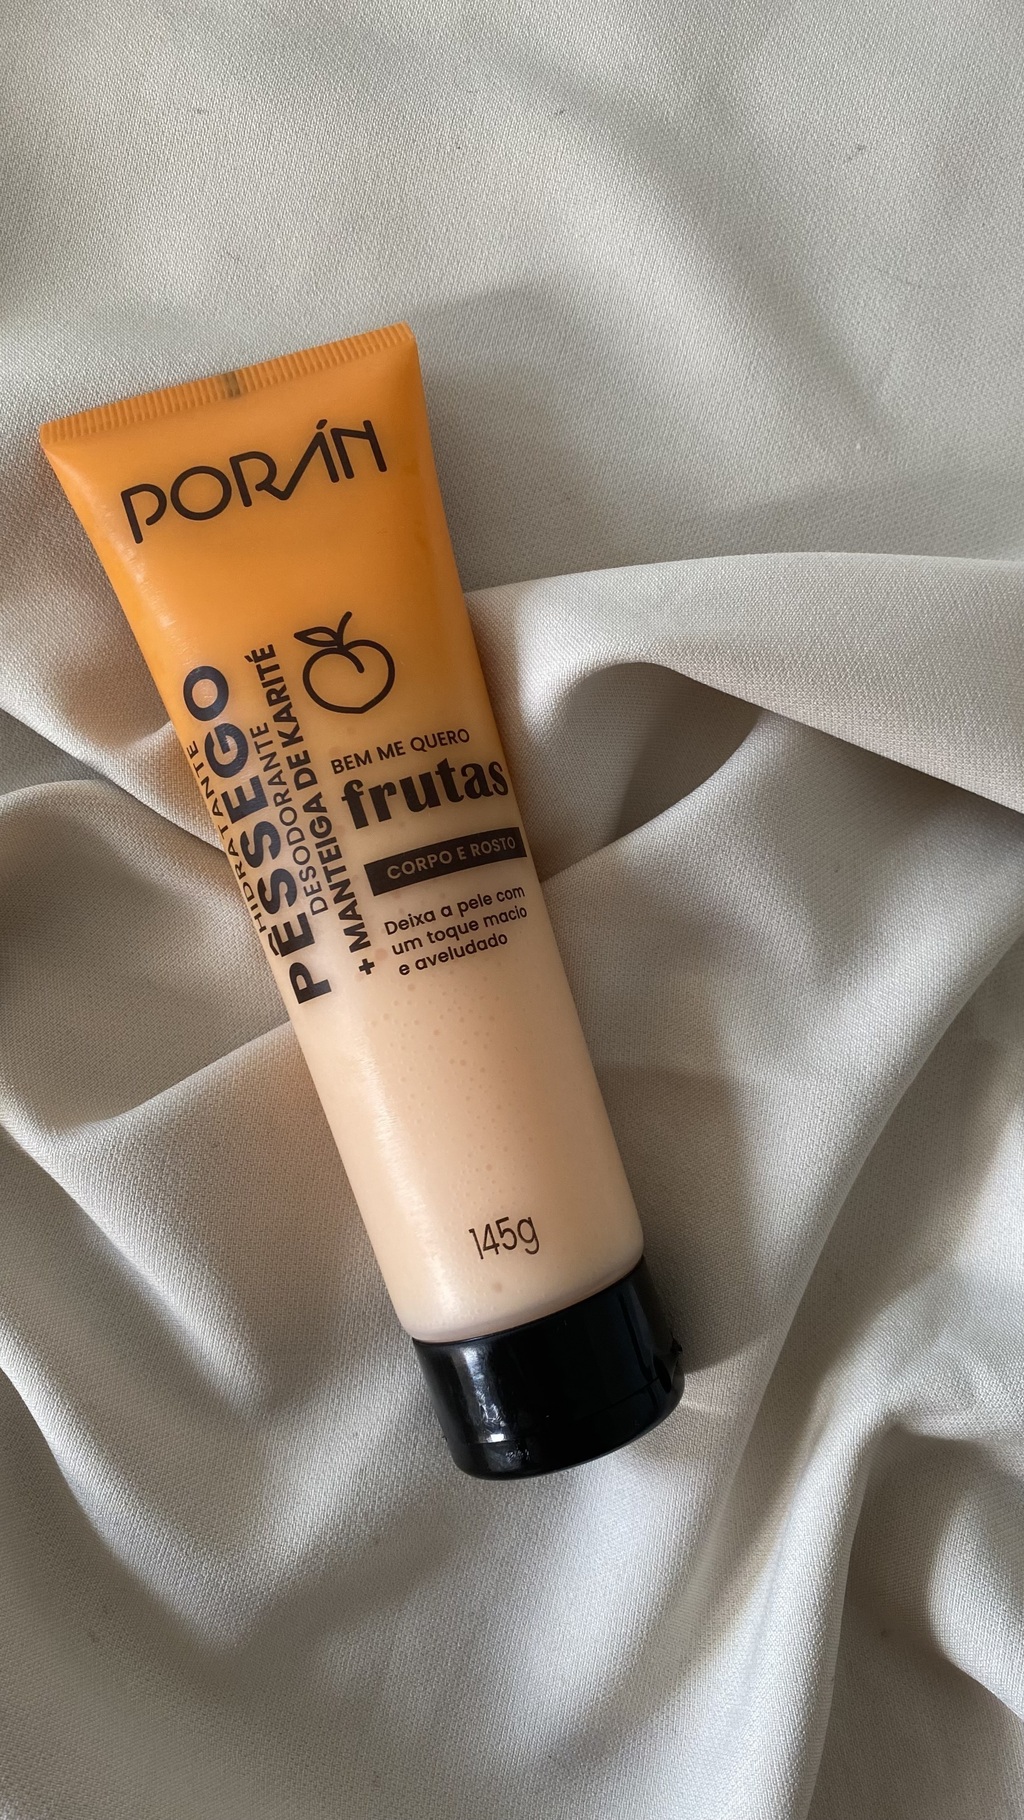 PORÁN
HIDRATANTE
PÊSSEGO
DESODORANTE
+ MANTEIGA DE KARITÉ
BEM ME QUERO
frutas
CORPO E ROSTO
Deixa a pele com
um toque macio
e aveludado
145g